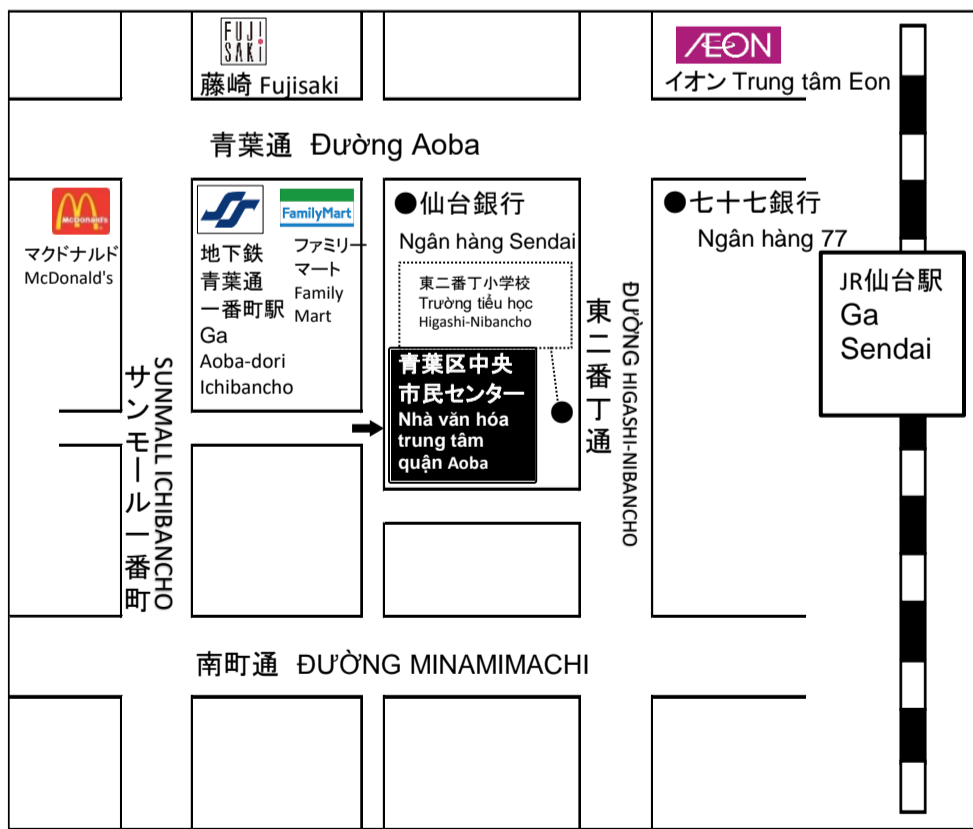 FUJI
SAKi
藤崎 Fujisaki
ÆON
イオン Trung tâm Eon
青葉通 Đường Aoba
McDonald's
マクドナルド
McDonald's
地下鉄
青葉通
一番町駅
Ga
Aoba-dori
Ichibancho
FamilyMart
ファミリー
マート
Family
Mart
●仙台銀行
Ngân hàng Sendai
東二番丁小学校
Trường tiểu học
Higashi-Nibancho
青葉区中央
市民センター
Nhà văn hóa
trung tâm
quận Aoba
東二番丁通
ĐƯỜNG HIGASHI-NIBANCHO
●七十七銀行
Ngân hàng 77
JR仙台駅
Ga
Sendai
サンモール一番町
SUNMALL ICHIBANCHO
南町通 ĐƯỜNG MINAMIMACHI